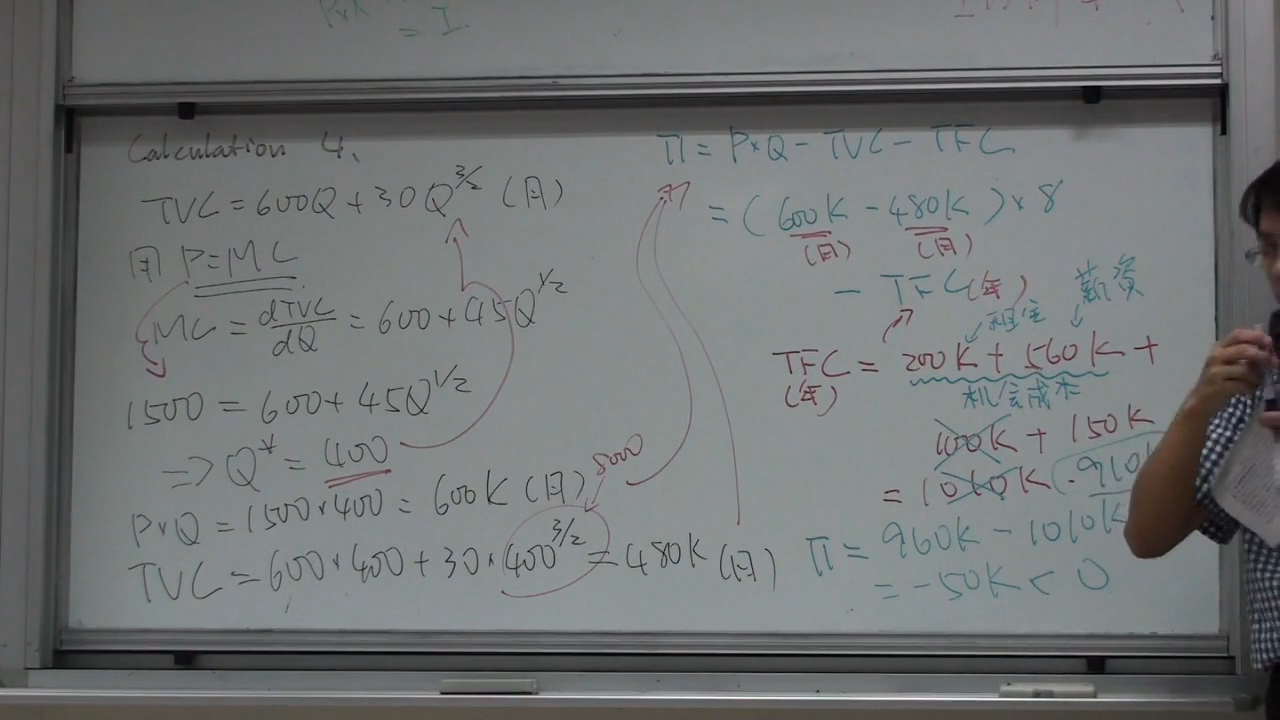 = I
Calculation 4.
TVC = 600Q + 30Q^3/2 (月)
用 P=MC
MC = dTVC/dQ = 600 + 45Q^1/2
1500 = 600 + 45Q^1/2
=> Q* = 400
P×Q = 1500×400 = 600K (月)
8000
TVC = 600×400 + 30×400^3/2 = 480K (月)
π = P×Q - TVC - TFC
= (600K - 480K) × 8
(月) (月)
- TFC (年)
薪資
TFC = 200K + 560K +
(年)
机会成本
100K + 150K
= 1010K (910K
π = 960K - 1010K
= -50K < 0